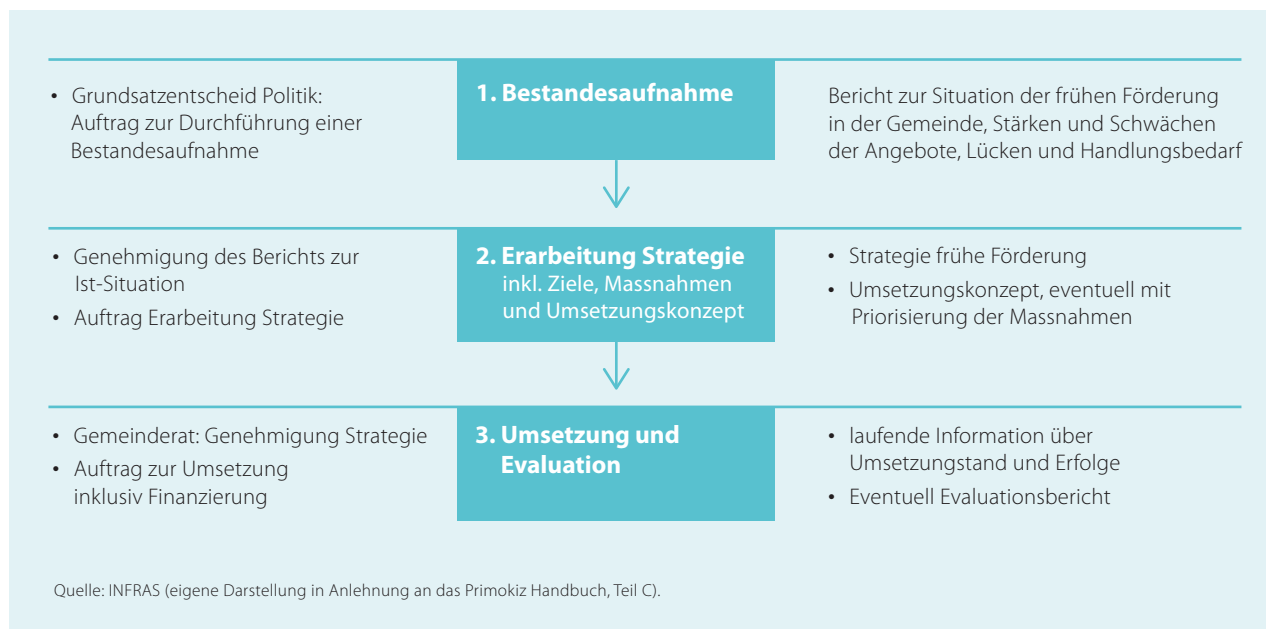 • Grundsatzentscheid Politik:
Auftrag zur Durchführung einer
Bestandesaufnahme
1. Bestandesaufnahme
Bericht zur Situation der frühen Förderung
in der Gemeinde, Stärken und Schwächen
der Angebote, Lücken und Handlungsbedarf
• Genehmigung des Berichts zur
Ist-Situation
• Auftrag Erarbeitung Strategie
2. Erarbeitung Strategie
inkl. Ziele, Massnahmen
und Umsetzungskonzept
• Strategie frühe Förderung
• Umsetzungskonzept, eventuell mit
Priorisierung der Massnahmen
• Gemeinderat: Genehmigung Strategie
• Auftrag zur Umsetzung
inklusiv Finanzierung
3. Umsetzung und
Evaluation
• laufende Information über
Umsetzungstand und Erfolge
• Eventuell Evaluationsbericht
Quelle: INFRAS (eigene Darstellung in Anlehnung an das Primokiz Handbuch, Teil C).